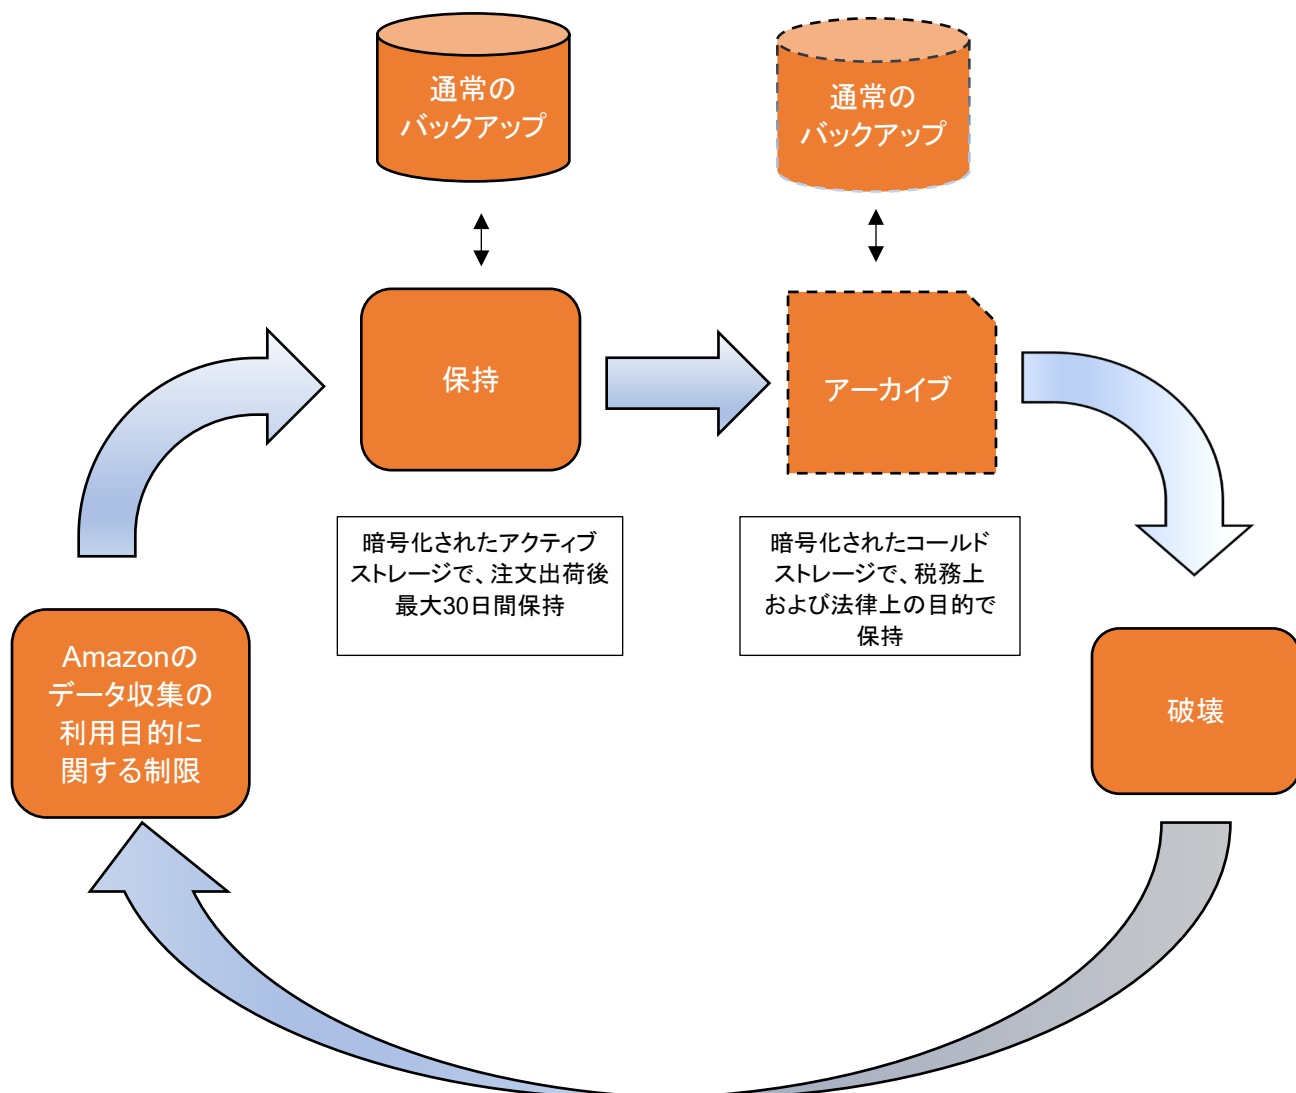 通常の
バックアップ
通常の
バックアップ
保持
アーカイブ
暗号化されたアクティブ
ストレージで、注文出荷後
最大30日間保持
暗号化されたコールド
ストレージで、税務上
および法律上の目的で
保持
Amazonの
データ収集の
利用目的に
関する制限
破壊